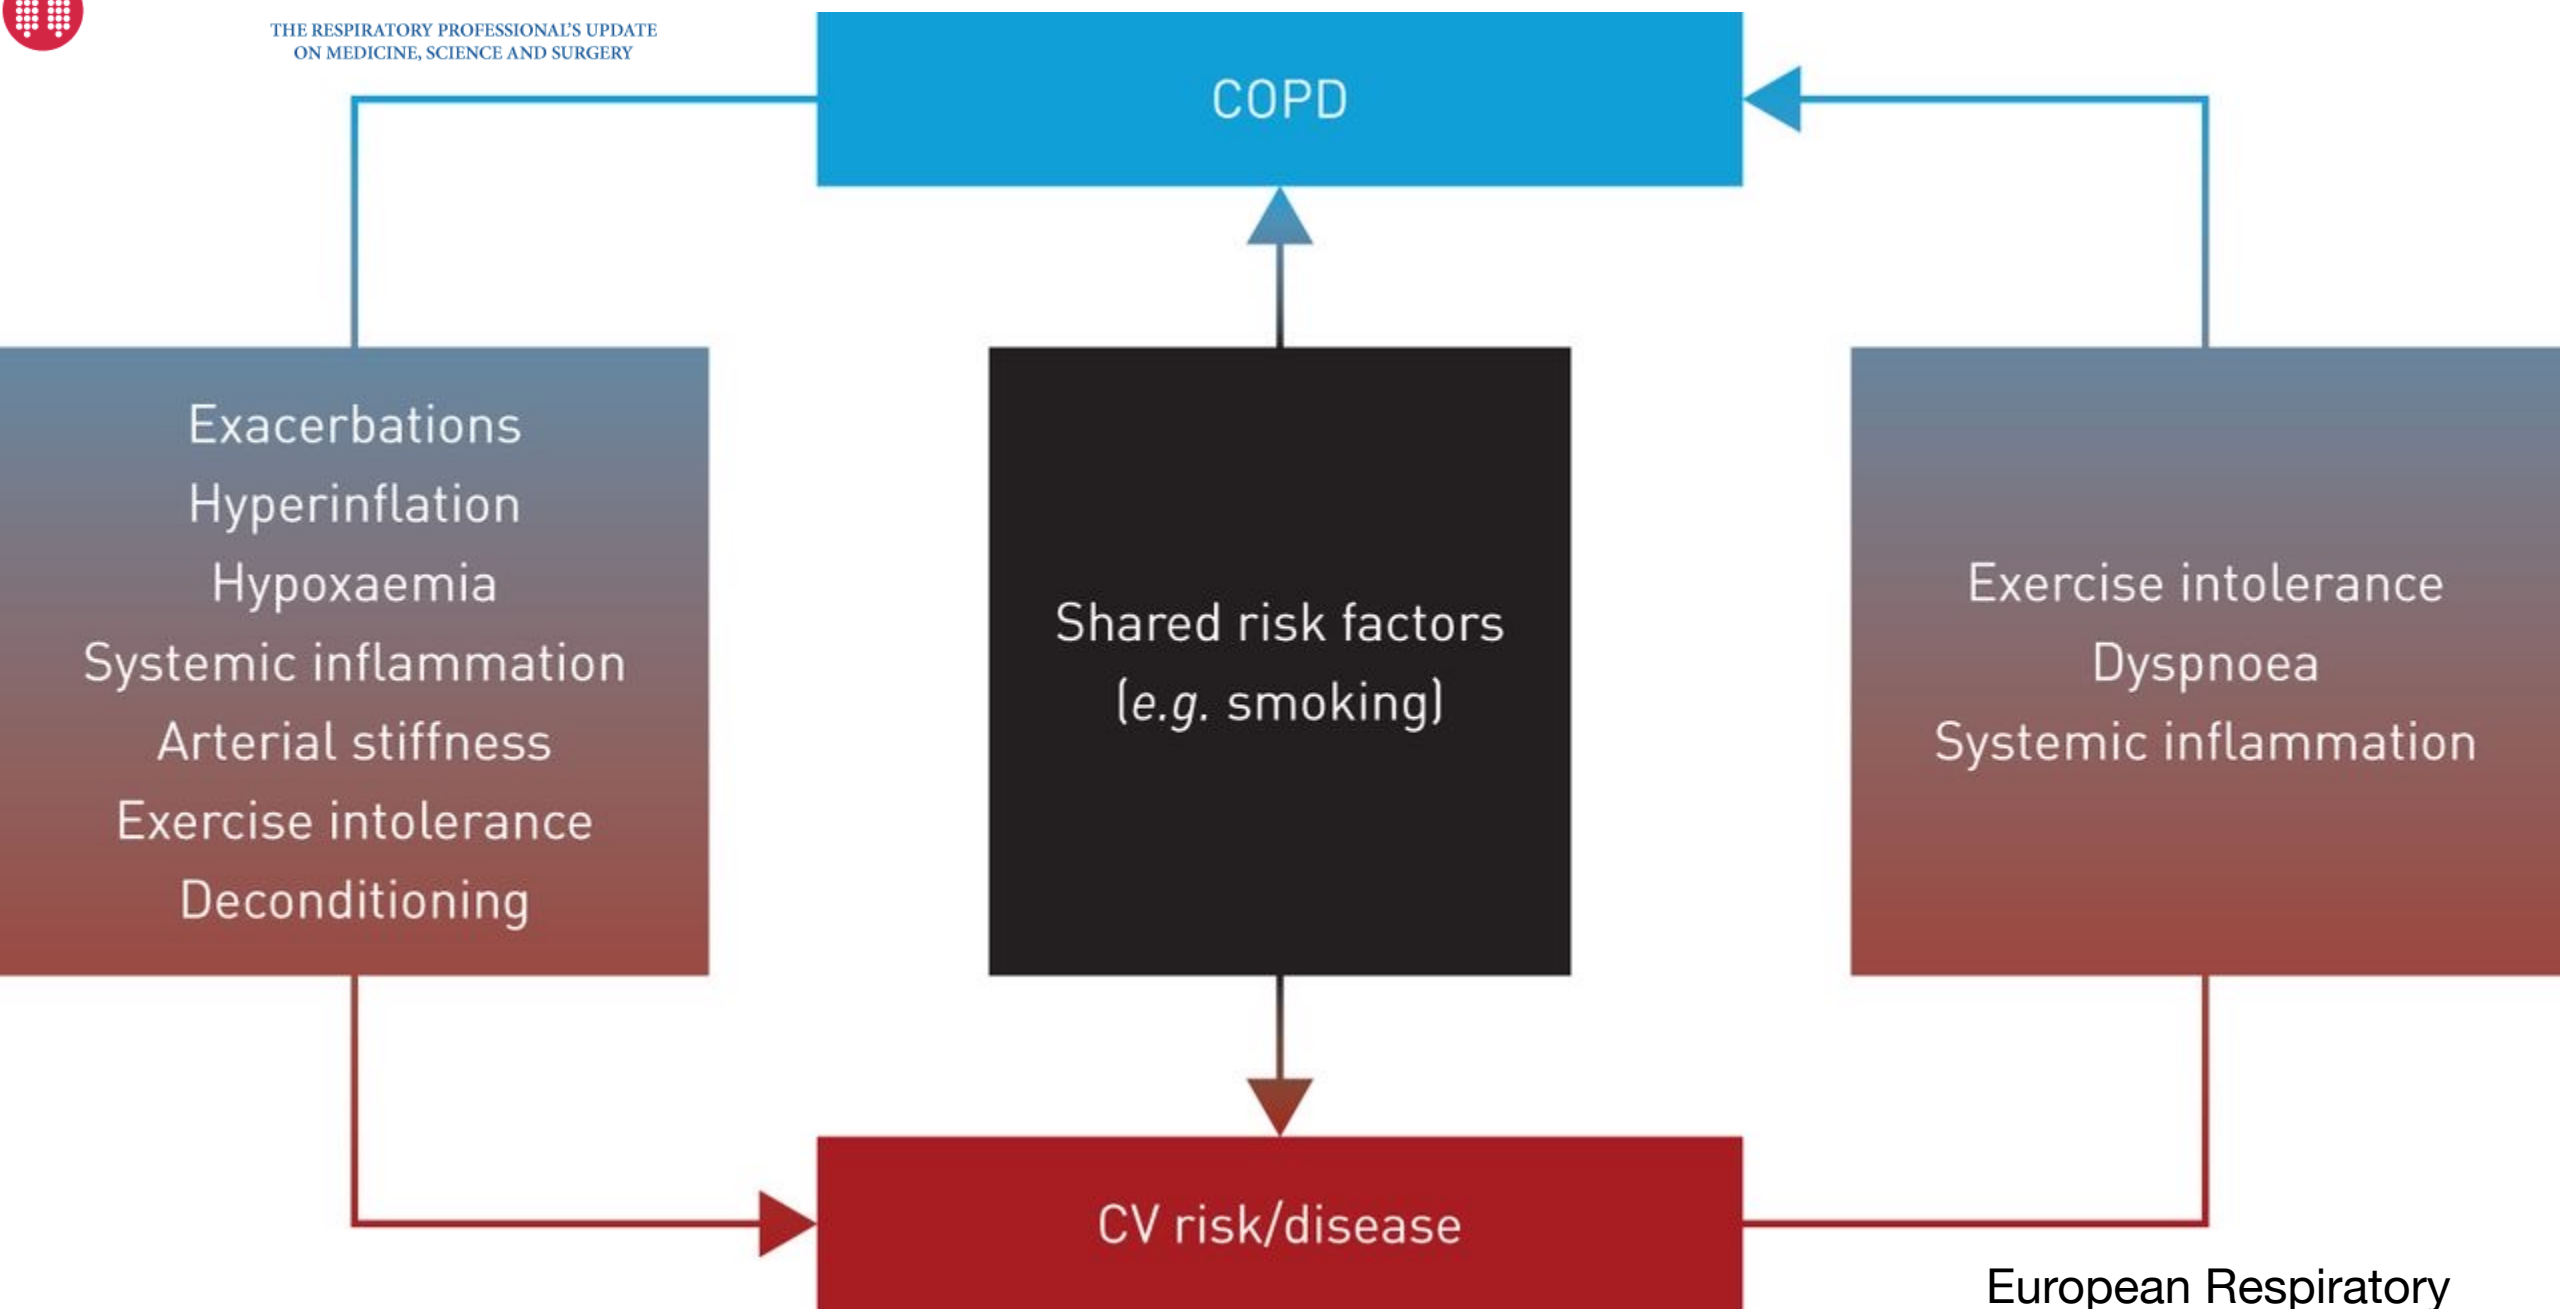 THE RESPIRATORY PROFESSIONAL'S UPDATE
ON MEDICINE, SCIENCE AND SURGERY
COPD
Exacerbations
Hyperinflation
Hypoxaemia
Systemic inflammation
Arterial stiffness
Exercise intolerance
Deconditioning
Shared risk factors
(e.g. smoking)
Exercise intolerance
Dyspnoea
Systemic inflammation
CV risk/disease
European Respiratory